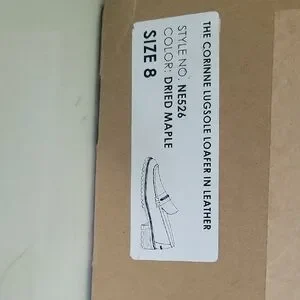 THE CORINNE LUGSOLE LOAFER IN LEATHER
STYLE NO: NE526
COLOR: DRIED MAPLE
SIZE 8